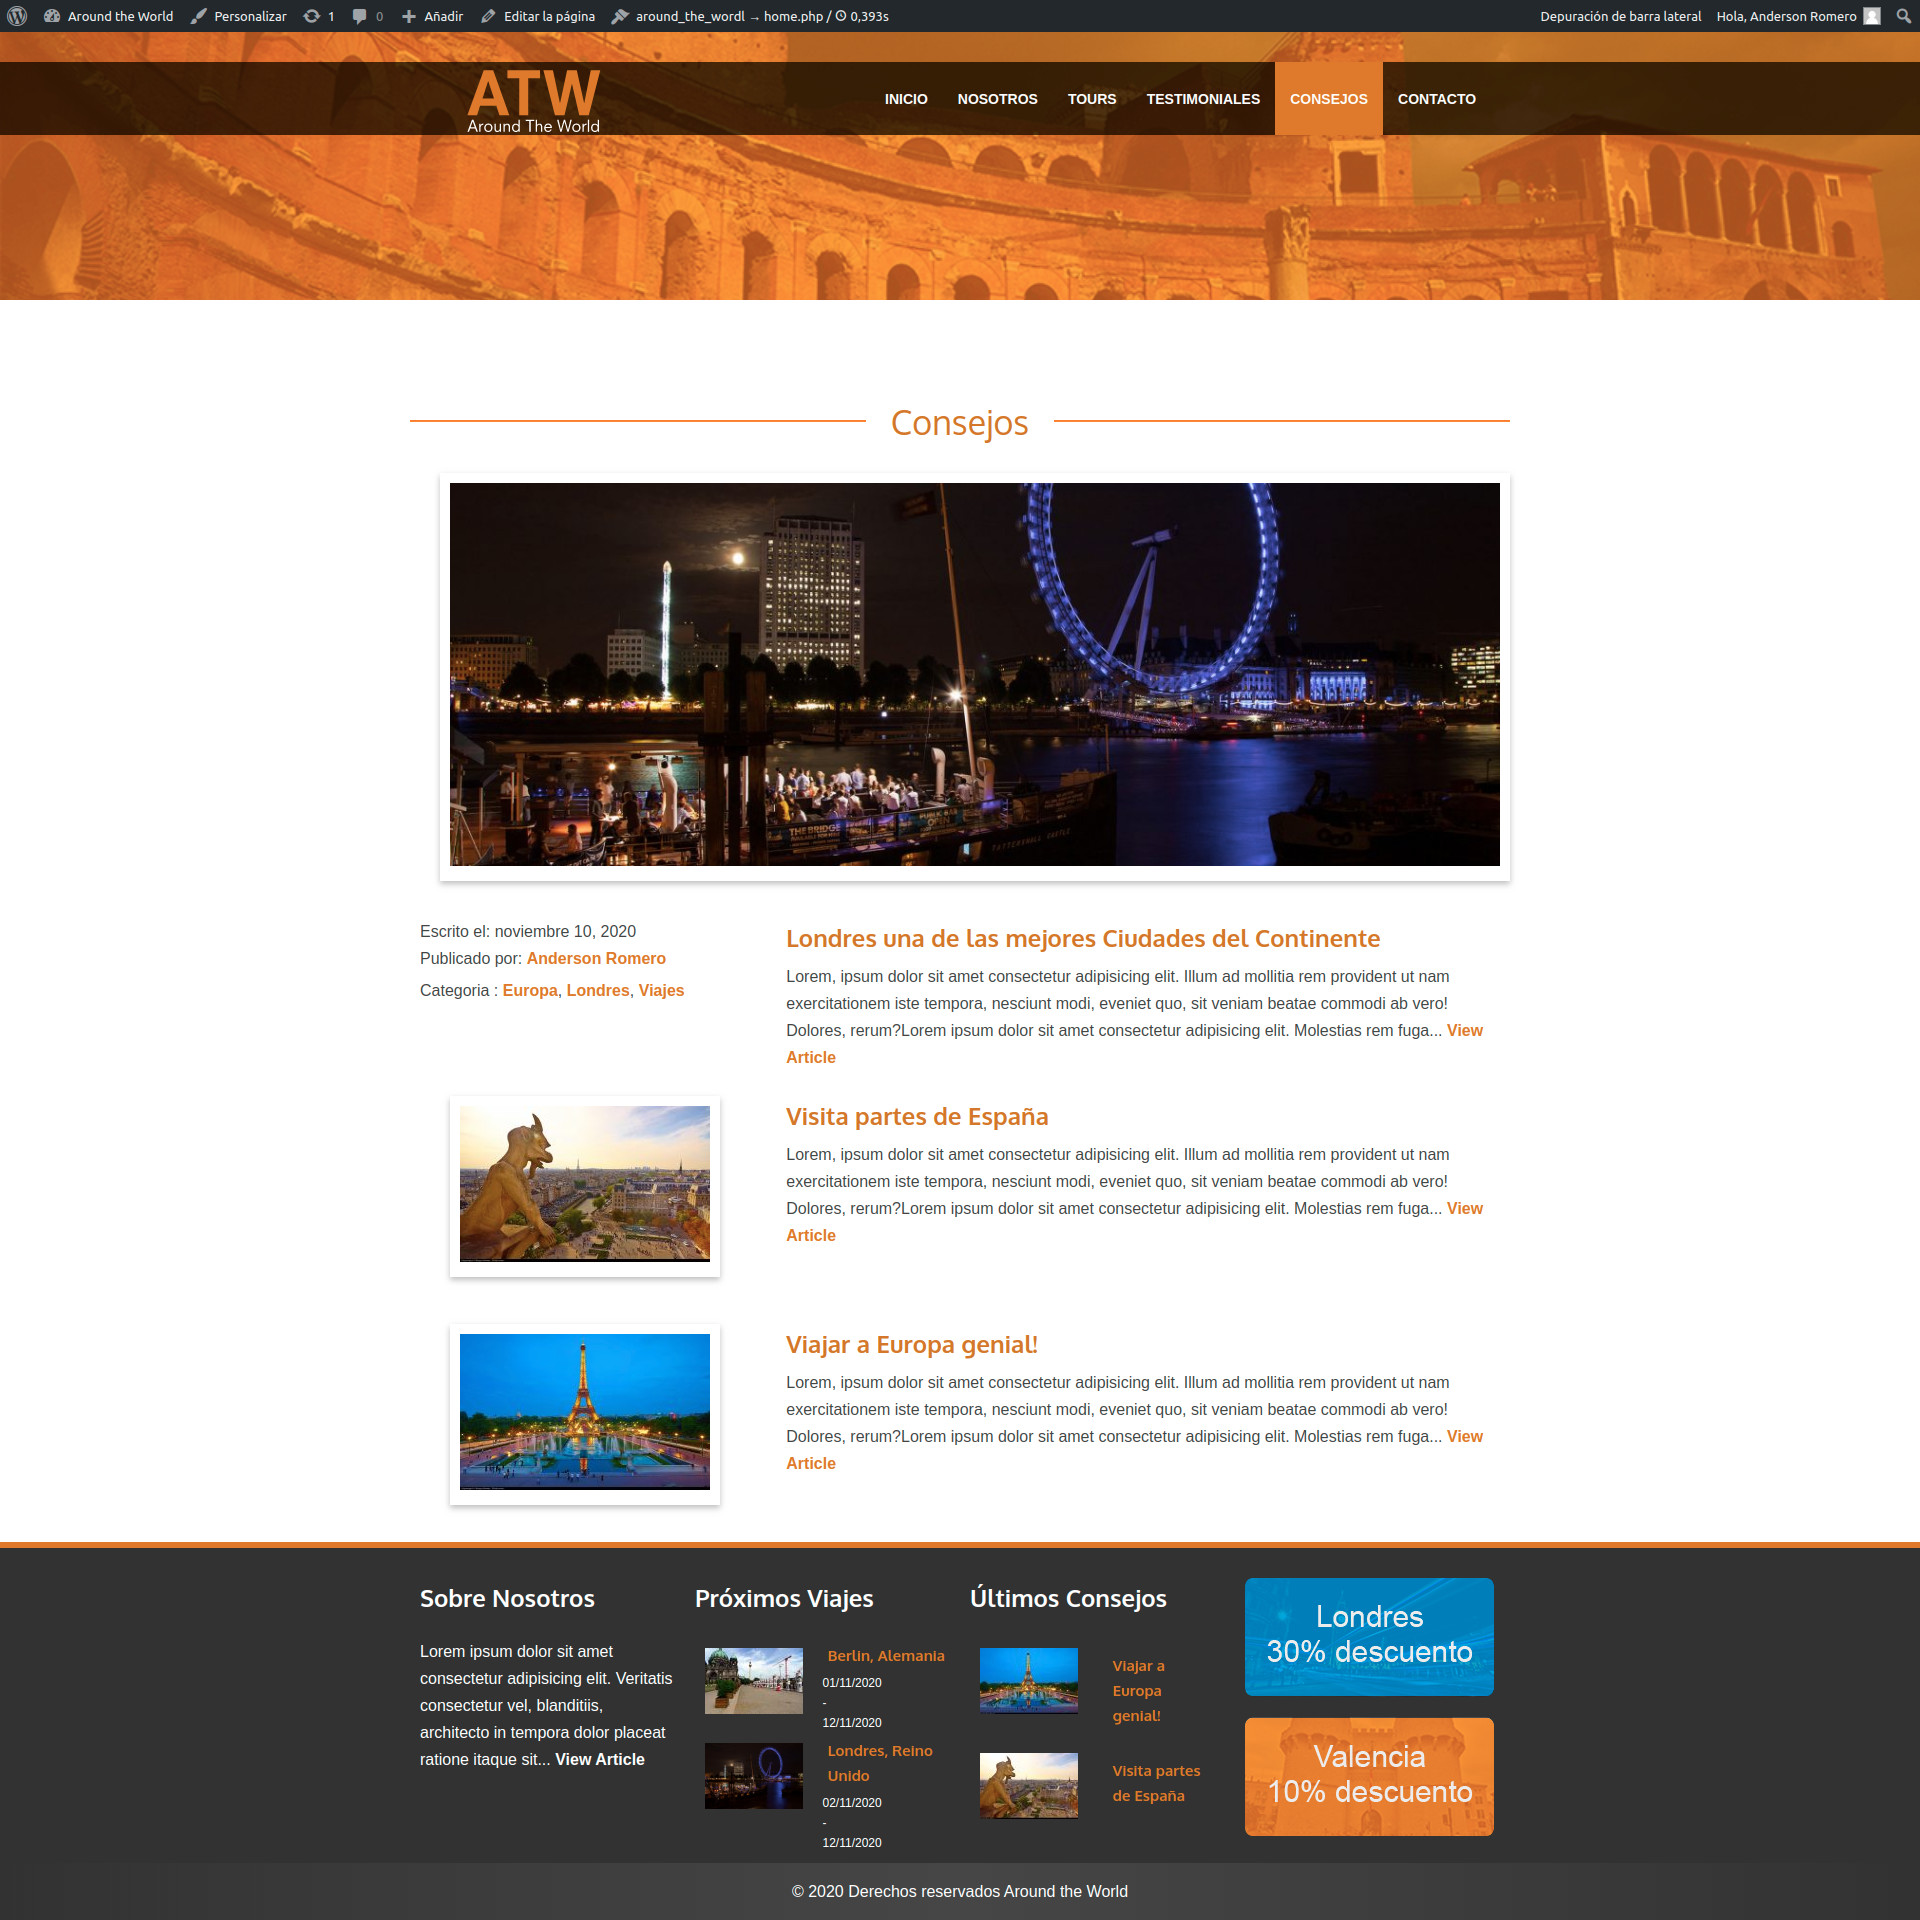 Around the World Personalizar 1 0 Añadir Editar la página around_the_wordl → home.php / 0,393s Depuración de barra lateral Hola, Anderson Romero
ATW
Around The World
INICIO NOSOTROS TOURS TESTIMONIALES CONSEJOS CONTACTO
Consejos
THE BRIDGE
OPEN
TATTERSHALL CASTLE
Escrito el: noviembre 10, 2020
Publicado por: Anderson Romero
Categoria : Europa, Londres, Viajes
Londres una de las mejores Ciudades del Continente
Lorem, ipsum dolor sit amet consectetur adipisicing elit. Illum ad mollitia rem provident ut nam
exercitationem iste tempora, nesciunt modi, eveniet quo, sit veniam beatae commodi ab vero!
Dolores, rerum?Lorem ipsum dolor sit amet consectetur adipisicing elit. Molestias rem fuga... View
Article
Visita partes de España
Lorem, ipsum dolor sit amet consectetur adipisicing elit. Illum ad mollitia rem provident ut nam
exercitationem iste tempora, nesciunt modi, eveniet quo, sit veniam beatae commodi ab vero!
Dolores, rerum?Lorem ipsum dolor sit amet consectetur adipisicing elit. Molestias rem fuga... View
Article
Viajar a Europa genial!
Lorem, ipsum dolor sit amet consectetur adipisicing elit. Illum ad mollitia rem provident ut nam
exercitationem iste tempora, nesciunt modi, eveniet quo, sit veniam beatae commodi ab vero!
Dolores, rerum?Lorem ipsum dolor sit amet consectetur adipisicing elit. Molestias rem fuga... View
Article
Sobre Nosotros
Lorem ipsum dolor sit amet
consectetur adipisicing elit. Veritatis
consectetur vel, blanditiis,
architecto in tempora dolor placeat
ratione itaque sit... View Article
Próximos Viajes
Berlin, Alemania
01/11/2020
-
12/11/2020
Londres, Reino
Unido
02/11/2020
-
12/11/2020
Últimos Consejos
Viajar a
Europa
genial!
Visita partes
de España
Londres
30% descuento
Valencia
10% descuento
© 2020 Derechos reservados Around the World